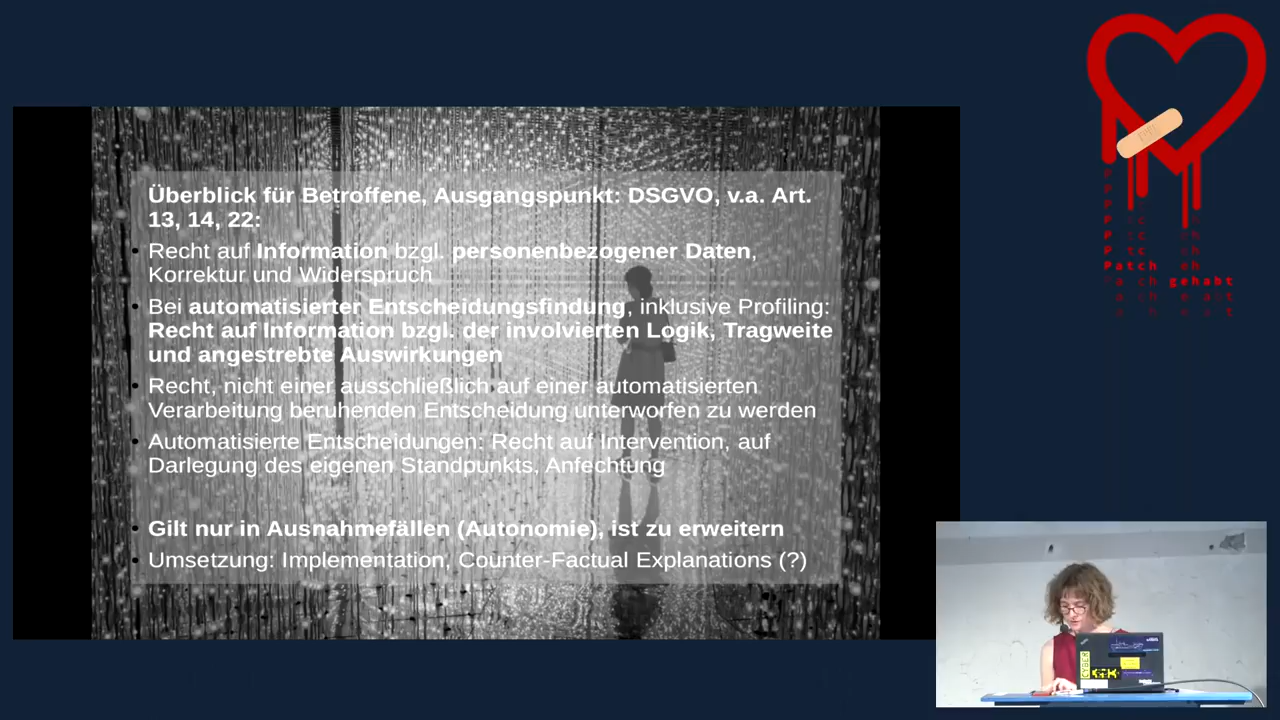 Überblick für Betroffene, Ausgangspunkt: DSGVO, v.a. Art.
13, 14, 22:
Recht auf Information bzgl. personenbezogener Daten,
Korrektur und Widerspruch
Bei automatisierter Entscheidungsfindung, inklusive Profiling:
Recht auf Information bzgl. der involvierten Logik, Tragweite
und angestrebte Auswirkungen
Recht, nicht einer ausschließlich auf einer automatisierten
Verarbeitung beruhenden Entscheidung unterworfen zu werden
Automatisierte Entscheidungen: Recht auf Intervention, auf
Darlegung des eigenen Standpunkts, Anfechtung
Gilt nur in Ausnahmefällen (Autonomie), ist zu erweitern
Umsetzung: Implementation, Counter-Factual Explanations (?)
Patch
gehabt
CYBER